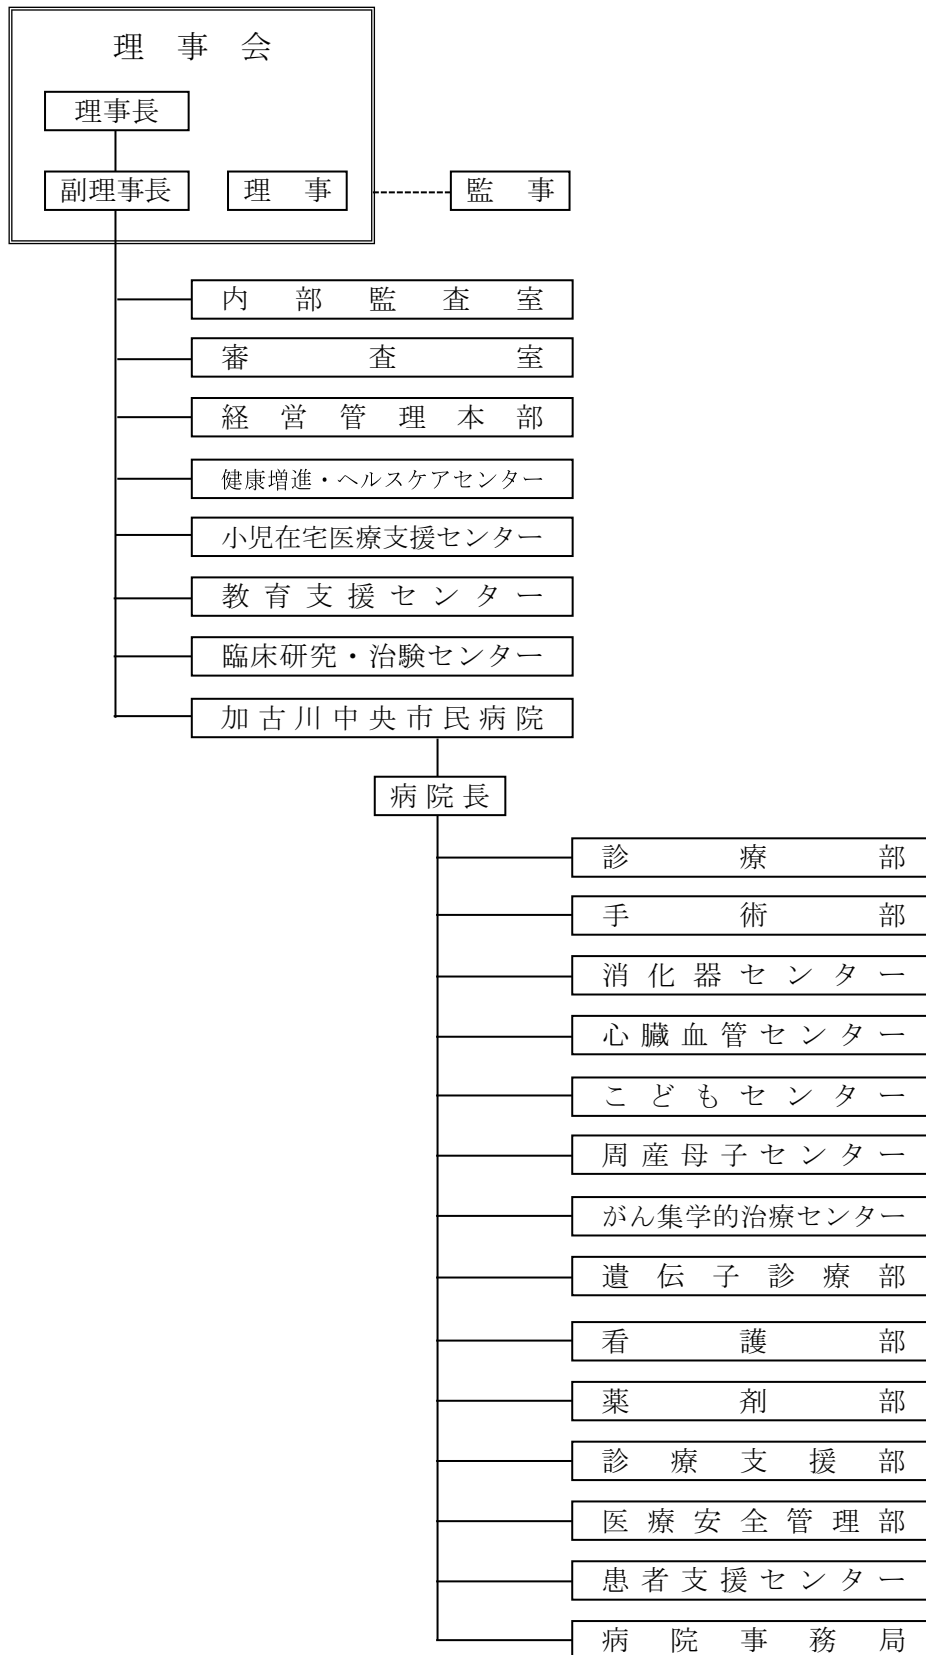 理事会
理事長
副理事長 理事 監事
内部監査室
審査室
経営管理本部
健康増進・ヘルスケアセンター
小児在宅医療支援センター
教育支援センター
臨床研究・治験センター
加古川中央市民病院
病院長
診療部
手術部
消化器センター
心臓血管センター
こどもセンター
周産母子センター
がん集学的治療センター
遺伝子診療部
看護部
薬剤部
診療支援部
医療安全管理部
患者支援センター
病院事務局